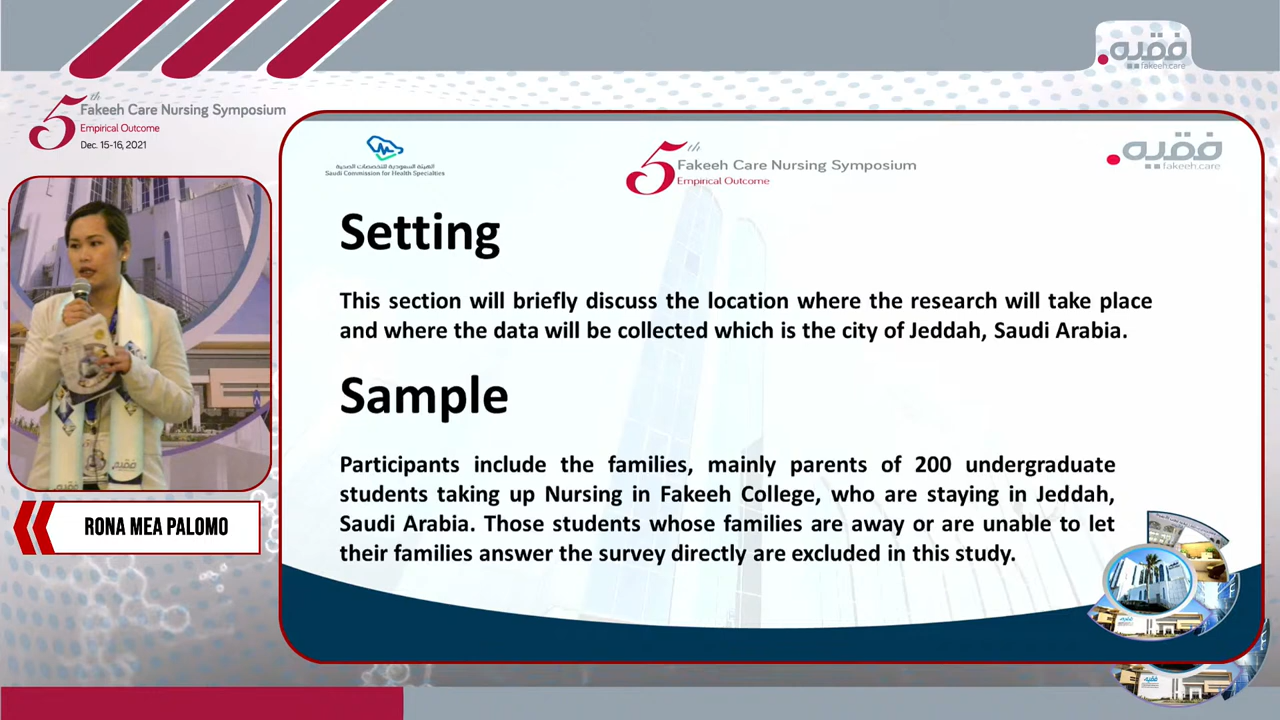 فقيه
fakeeh.care
5th
Fakeeh Care Nursing Symposium
Empirical Outcome
Dec. 15-16, 2021
الهيئة السعودية للتخصصات الصحية
Saudi Commission for Health Specialties
5th
Fakeeh Care Nursing Symposium
Empirical Outcome
فقيه
fakeeh.care
Setting
This section will briefly discuss the location where the research will take place
and where the data will be collected which is the city of Jeddah, Saudi Arabia.
Sample
Participants include the families, mainly parents of 200 undergraduate
students taking up Nursing in Fakeeh College, who are staying in Jeddah,
Saudi Arabia. Those students whose families are away or are unable to let
their families answer the survey directly are excluded in this study.
RONA MEA PALOMO
فقيه